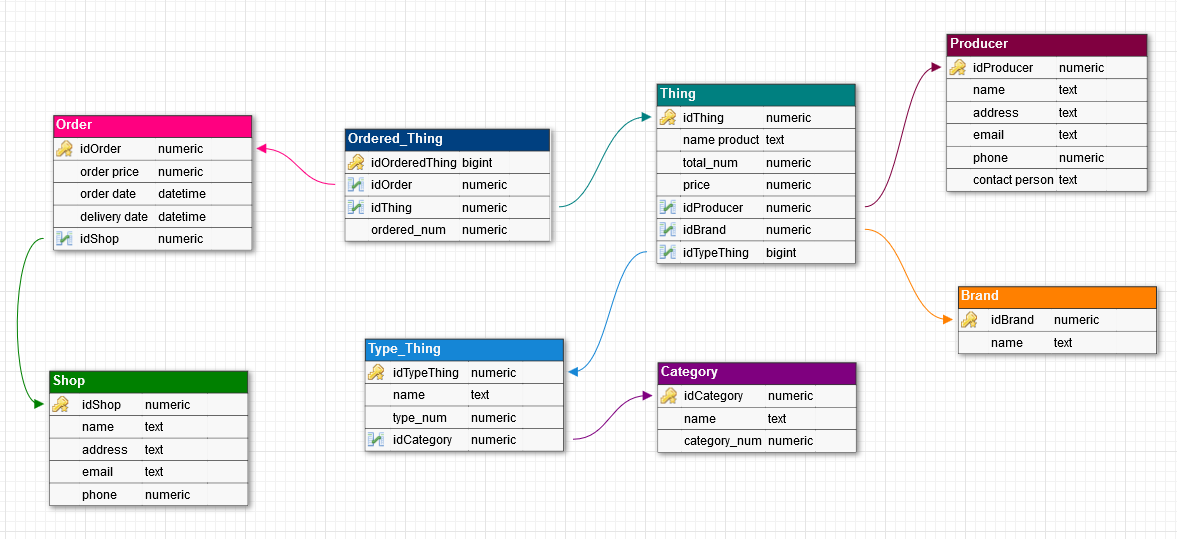 Order
idOrder numeric
order price numeric
order date datetime
delivery date datetime
idShop numeric
Ordered_Thing
idOrderedThing bigint
idOrder numeric
idThing numeric
ordered_num numeric
Thing
idThing numeric
name product text
total_num numeric
price numeric
idProducer numeric
idBrand numeric
idTypeThing bigint
Producer
idProducer numeric
name text
address text
email text
phone numeric
contact person text
Brand
idBrand numeric
name text
Shop
idShop numeric
name text
address text
email text
phone numeric
Type_Thing
idTypeThing numeric
name text
type_num numeric
idCategory numeric
Category
idCategory numeric
name text
category_num numeric